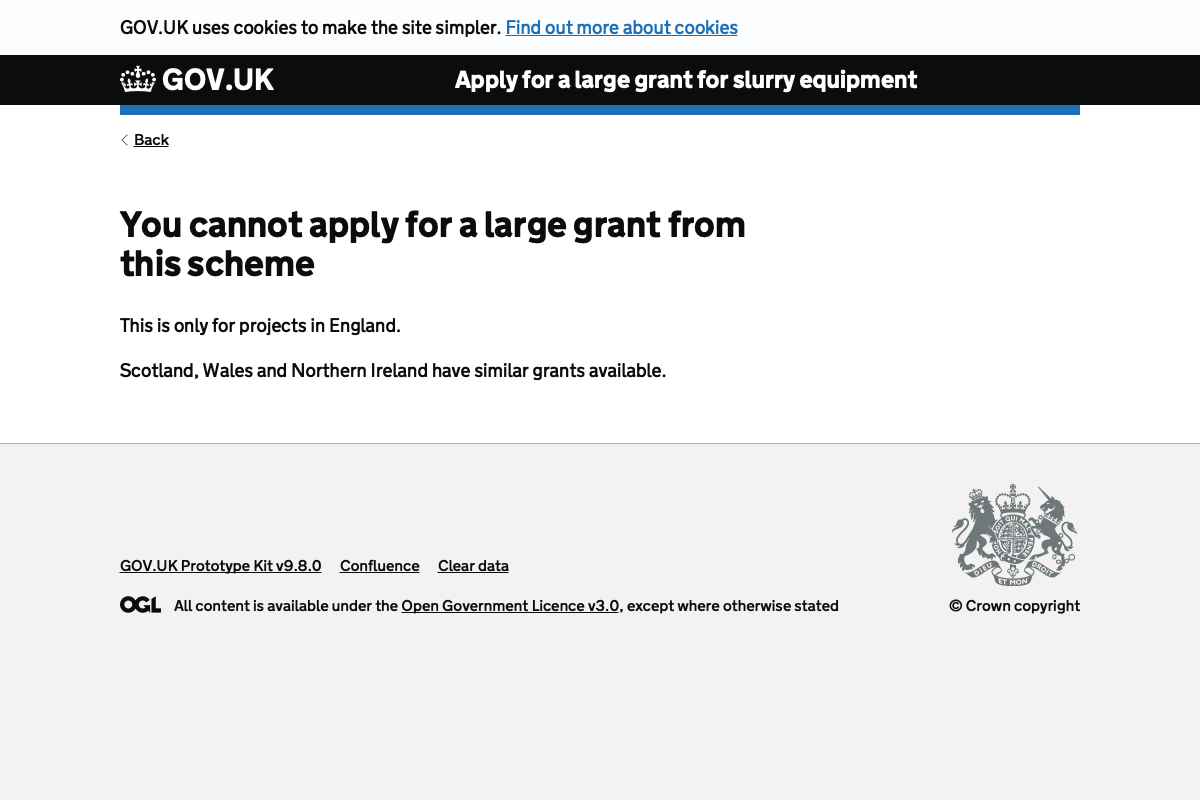 GOV.UK uses cookies to make the site simpler. Find out more about cookies
GOV.UK Apply for a large grant for slurry equipment
Back
You cannot apply for a large grant from
this scheme
This is only for projects in England.
Scotland, Wales and Northern Ireland have similar grants available.
GOV.UK Prototype Kit v9.8.0 Confluence Clear data
DIEU ET MON DROIT
OGL All content is available under the Open Government Licence v3.0, except where otherwise stated
© Crown copyright